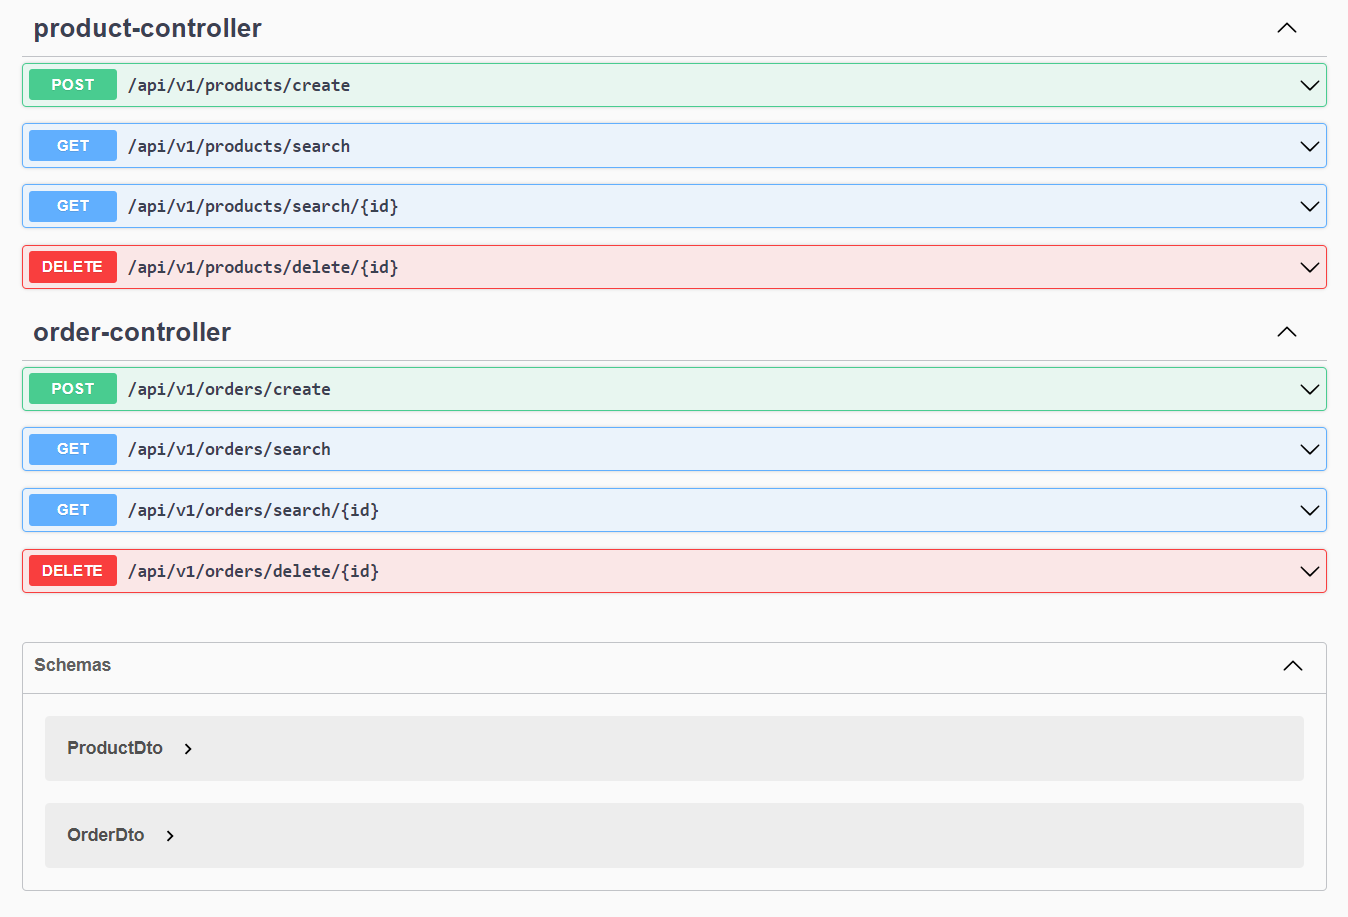 product-controller
POST /api/v1/products/create
GET /api/v1/products/search
GET /api/v1/products/search/{id}
DELETE /api/v1/products/delete/{id}
order-controller
POST /api/v1/orders/create
GET /api/v1/orders/search
GET /api/v1/orders/search/{id}
DELETE /api/v1/orders/delete/{id}
Schemas
ProductDto
OrderDto